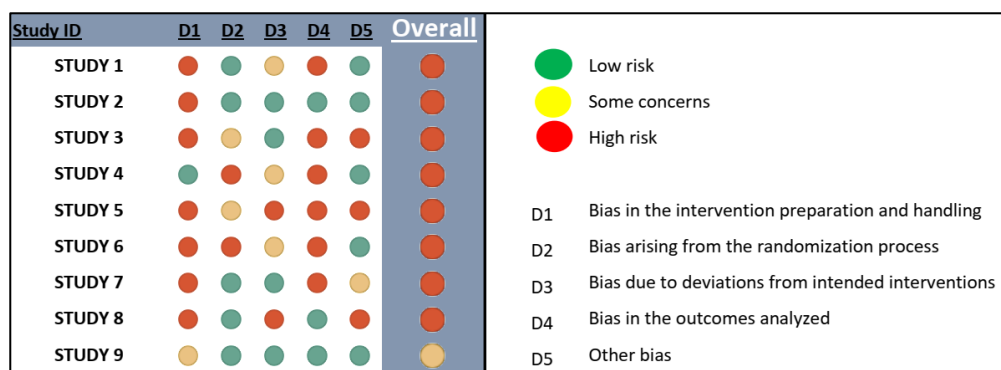 Study ID D1 D2 D3 D4 D5 Overall
STUDY 1
STUDY 2
STUDY 3
STUDY 4
STUDY 5
STUDY 6
STUDY 7
STUDY 8
STUDY 9
Low risk
Some concerns
High risk
D1 Bias in the intervention preparation and handling
D2 Bias arising from the randomization process
D3 Bias due to deviations from intended interventions
D4 Bias in the outcomes analyzed
D5 Other bias